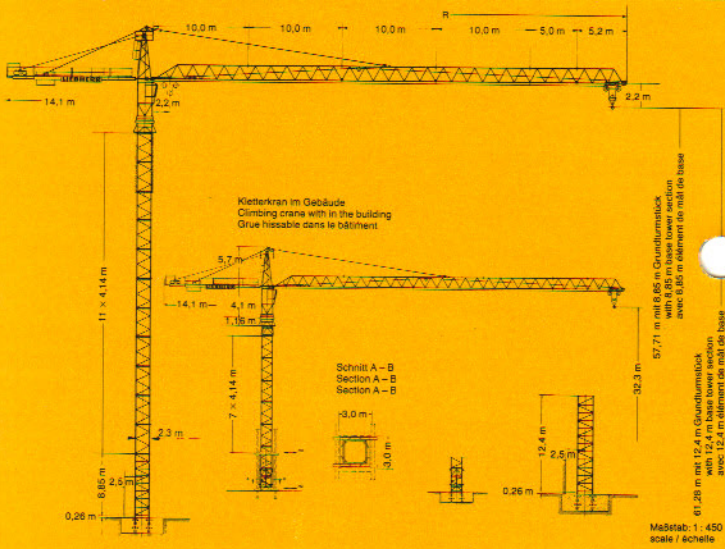 R
10,0 m
10,0 m
10,0 m
10,0 m
5,0 m
5,2 m
LIEBHERR
14,1 m
2,2 m
2,2 m
Kletterkran im Gebäude
Climbing crane with in the building
Grue hissable dans le bâtiment
5,7 m
14,1 m
4,1 m
1,16 m
11 × 4,14 m
7 × 4,14 m
Schnitt A – B
Section A – B
Section A – B
3,0 m
3,0 m
2,3 m
8,85 m
2,5 m
0,26 m
12,4 m
2,5 m
0,26 m
32,3 m
57,71 m mit 8,85 m Grundturmstück
with 8,85 m base tower section
avec 8,85 m élément de mât de base
61,28 m mit 12,4 m Grundturmstück
with 12,4 m base tower section
avec 12,4 m élément de mât de base
Maßstab: 1 : 450
scale / échelle